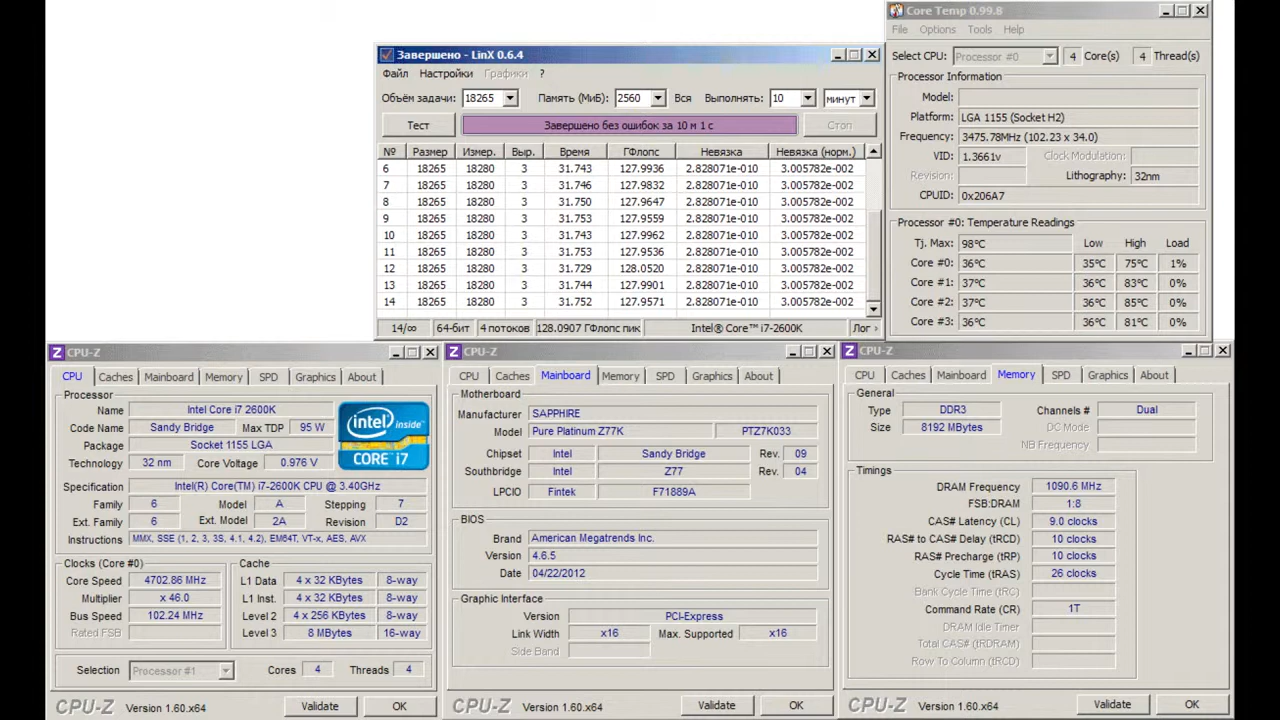 Core Temp 0.99.8
File Options Tools Help
Select CPU: Processor #0 4 Core(s) 4 Thread(s)
Processor Information
Model:
Platform: LGA 1155 (Socket H2)
Frequency: 3475.78MHz (102.23 x 34.0)
VID: 1.3661v Clock Modulation:
Revision: Lithography: 32nm
CPUID: 0x206A7
Processor #0: Temperature Readings
Tj. Max: 98°C Low High Load
Core #0: 36°C 35°C 75°C 1%
Core #1: 37°C 36°C 83°C 0%
Core #2: 37°C 36°C 85°C 0%
Core #3: 36°C 36°C 81°C 0%
Завершено - LinX 0.6.4
Файл Настройки Графики ?
Объём задачи: 18265 Память (МиБ): 2560 Вся Выполнять: 10 минут
Тест Завершено без ошибок за 10 м 1 с Стоп
№ Размер Измер. Выр. Время ГФлопс Невязка Невязка (норм.)
6 18265 18280 3 31.743 127.9936 2.828071e-010 3.005782e-002
7 18265 18280 3 31.746 127.9832 2.828071e-010 3.005782e-002
8 18265 18280 3 31.750 127.9647 2.828071e-010 3.005782e-002
9 18265 18280 3 31.753 127.9559 2.828071e-010 3.005782e-002
10 18265 18280 3 31.743 127.9962 2.828071e-010 3.005782e-002
11 18265 18280 3 31.753 127.9536 2.828071e-010 3.005782e-002
12 18265 18280 3 31.729 128.0520 2.828071e-010 3.005782e-002
13 18265 18280 3 31.744 127.9901 2.828071e-010 3.005782e-002
14 18265 18280 3 31.752 127.9571 2.828071e-010 3.005782e-002
14/∞ 64-бит 4 потоков 128.0907 ГФлопс пик Intel® Core™ i7-2600K Лог ›
CPU-Z
CPU Caches Mainboard Memory SPD Graphics About
Processor
Name Intel Core i7 2600K
Code Name Sandy Bridge Max TDP 95 W
Package Socket 1155 LGA
Technology 32 nm Core Voltage 0.976 V
intel inside™
CORE™ i7
Specification Intel(R) Core(TM) i7-2600K CPU @ 3.40GHz
Family 6 Model A Stepping 7
Ext. Family 6 Ext. Model 2A Revision D2
Instructions MMX, SSE (1, 2, 3, 3S, 4.1, 4.2), EM64T, VT-x, AES, AVX
Clocks (Core #0)
Core Speed 4702.86 MHz
Multiplier x 46.0
Bus Speed 102.24 MHz
Rated FSB
Cache
L1 Data 4 x 32 KBytes 8-way
L1 Inst. 4 x 32 KBytes 8-way
Level 2 4 x 256 KBytes 8-way
Level 3 8 MBytes 16-way
Selection Processor #1 Cores 4 Threads 4
CPU-Z Version 1.60.x64 Validate OK
CPU-Z
CPU Caches Mainboard Memory SPD Graphics About
Motherboard
Manufacturer SAPPHIRE
Model Pure Platinum Z77K PTZ7K033
Chipset Intel Sandy Bridge Rev. 09
Southbridge Intel Z77 Rev. 04
LPCIO Fintek F71889A
BIOS
Brand American Megatrends Inc.
Version 4.6.5
Date 04/22/2012
Graphic Interface
Version PCI-Express
Link Width x16 Max. Supported x16
Side Band
CPU-Z Version 1.60.x64 Validate OK
CPU-Z
CPU Caches Mainboard Memory SPD Graphics About
General
Type DDR3 Channels # Dual
Size 8192 MBytes DC Mode
NB Frequency
Timings
DRAM Frequency 1090.6 MHz
FSB:DRAM 1:8
CAS# Latency (CL) 9.0 clocks
RAS# to CAS# Delay (tRCD) 10 clocks
RAS# Precharge (tRP) 10 clocks
Cycle Time (tRAS) 26 clocks
Bank Cycle Time (tRC)
Command Rate (CR) 1T
DRAM Idle Timer
Total CAS# (tRDRAM)
Row To Column (tRCD)
CPU-Z Version 1.60.x64 Validate OK